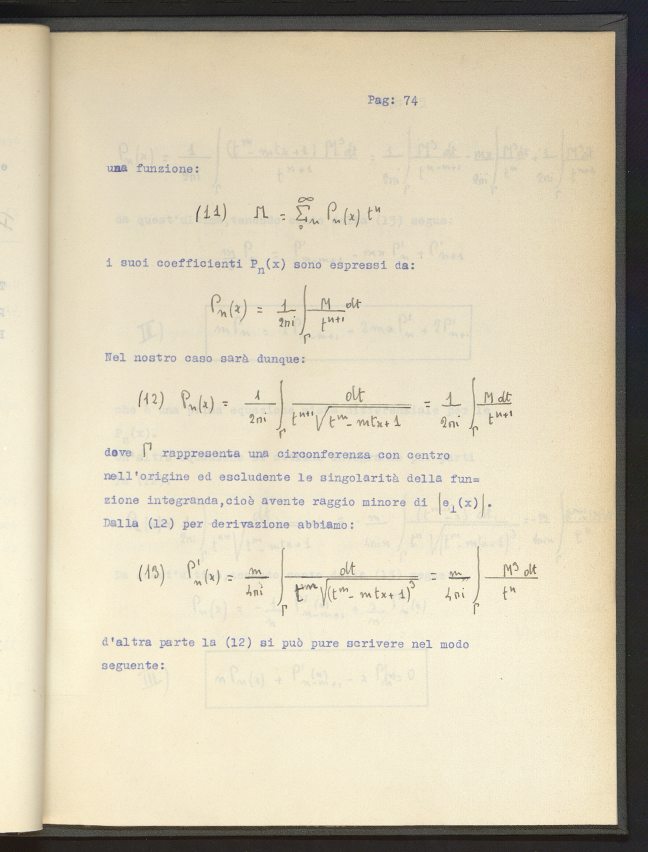 Pag: 74
una funzione:
(11) M = ∑₀^∞ₙ Pₙ(x) tⁿ
i suoi coefficienti Pₙ(x) sono espressi da:
Pₙ(x) = 1/2πi ∫_Γ M/tⁿ⁺¹ dt
Nel nostro caso sarà dunque:
(12) Pₙ(x) = 1/2πi ∫_Γ dt/(tⁿ⁺¹ √(tᵐ - mtx + 1)) = 1/2πi ∫_Γ M dt/tⁿ⁺¹
dove Γ rappresenta una circonferenza con centro
nell'origine ed escludente le singolarità della fun=
zione integranda,cioè avente raggio minore di |e₁(x)|.
Dalla (12) per derivazione abbiamo:
(13) P'ₙ(x) = m/4πi ∫_Γ dt/(tⁿ √(tᵐ - mtx + 1)³) = m/4πi ∫_Γ M³ dt/tⁿ
d'altra parte la (12) si può pure scrivere nel modo
seguente: